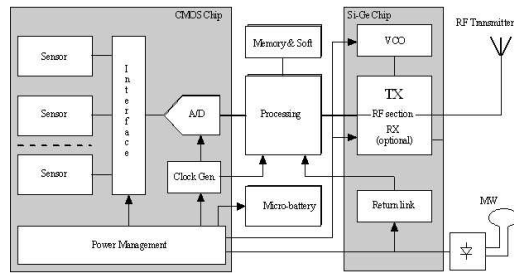 CMOS Chip
Si-Ge Chip
RF Transmitter
Sensor
Sensor
Sensor
Interface
A/D
Clock Gen
Power Management
Memory & Soft
Processing
Micro-battery
VCO
TX
RF section
RX
(optional)
Return link
MW